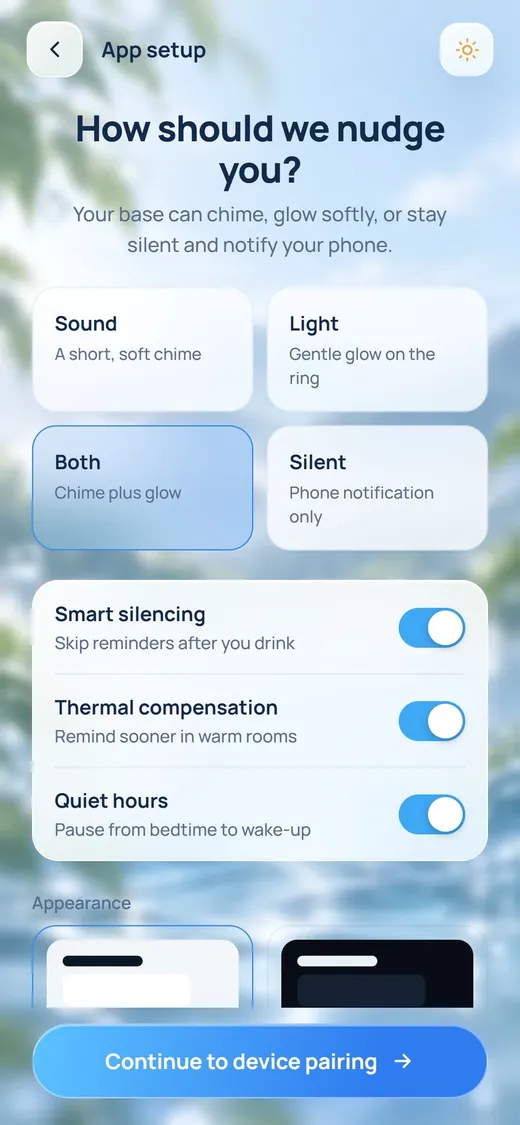 App setup
How should we nudge
you?
Your base can chime, glow softly, or stay
silent and notify your phone.
Sound
A short, soft chime
Light
Gentle glow on the
ring
Both
Chime plus glow
Silent
Phone notification
only
Smart silencing
Skip reminders after you drink
Thermal compensation
Remind sooner in warm rooms
Quiet hours
Pause from bedtime to wake-up
Appearance
Continue to device pairing